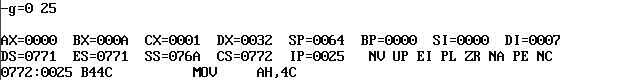 -g=0 25
AX=0000 BX=000A CX=0001 DX=0032 SP=0064 BP=0000 SI=0000 DI=0007
DS=0771 ES=0771 SS=076A CS=0772 IP=0025 NV UP EI PL ZR NA PE NC
0772:0025 B44C MOV AH,4C